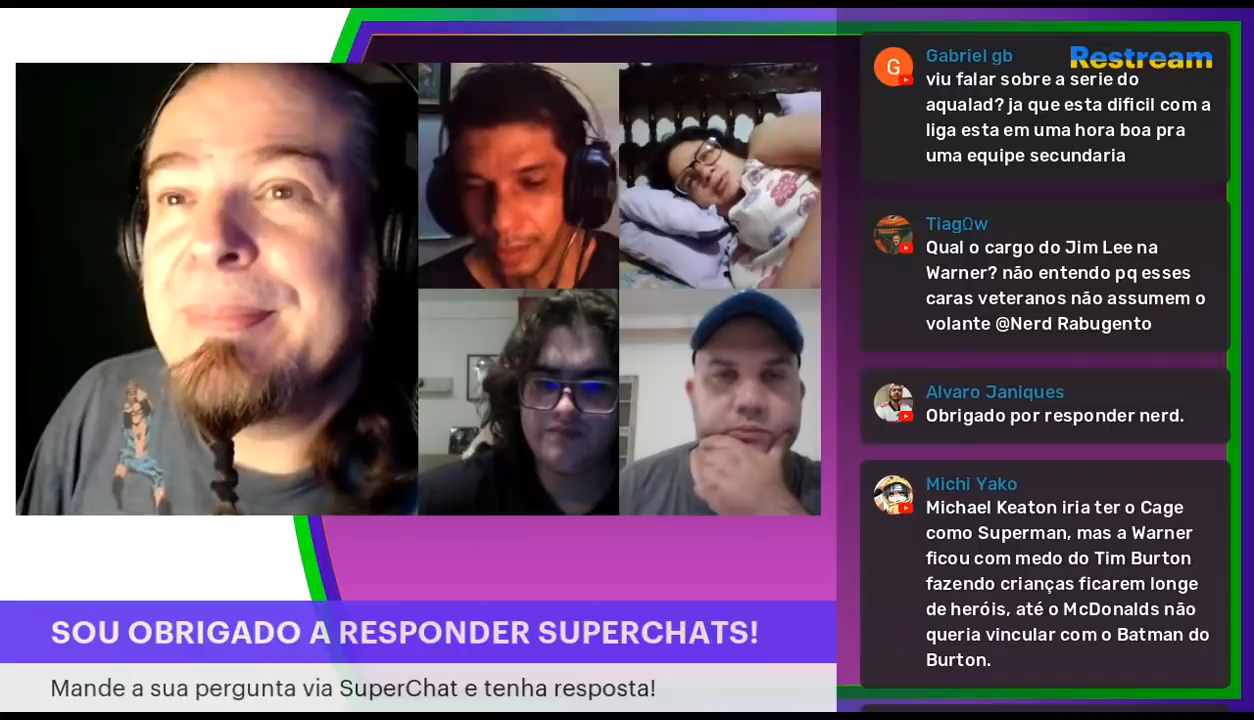 Restream
Gabriel gb
viu falar sobre a serie do
aqualad? ja que esta dificil com a
liga esta em uma hora boa pra
uma equipe secundaria
TiagΩw
Qual o cargo do Jim Lee na
Warner? não entendo pq esses
caras veteranos não assumem o
volante @Nerd Rabugento
Alvaro Janiques
Obrigado por responder nerd.
Michi Yako
Michael Keaton iria ter o Cage
como Superman, mas a Warner
ficou com medo do Tim Burton
fazendo crianças ficarem longe
de heróis, até o McDonalds não
queria vincular com o Batman do
Burton.
SOU OBRIGADO A RESPONDER SUPERCHATS!
Mande a sua pergunta via SuperChat e tenha resposta!
G